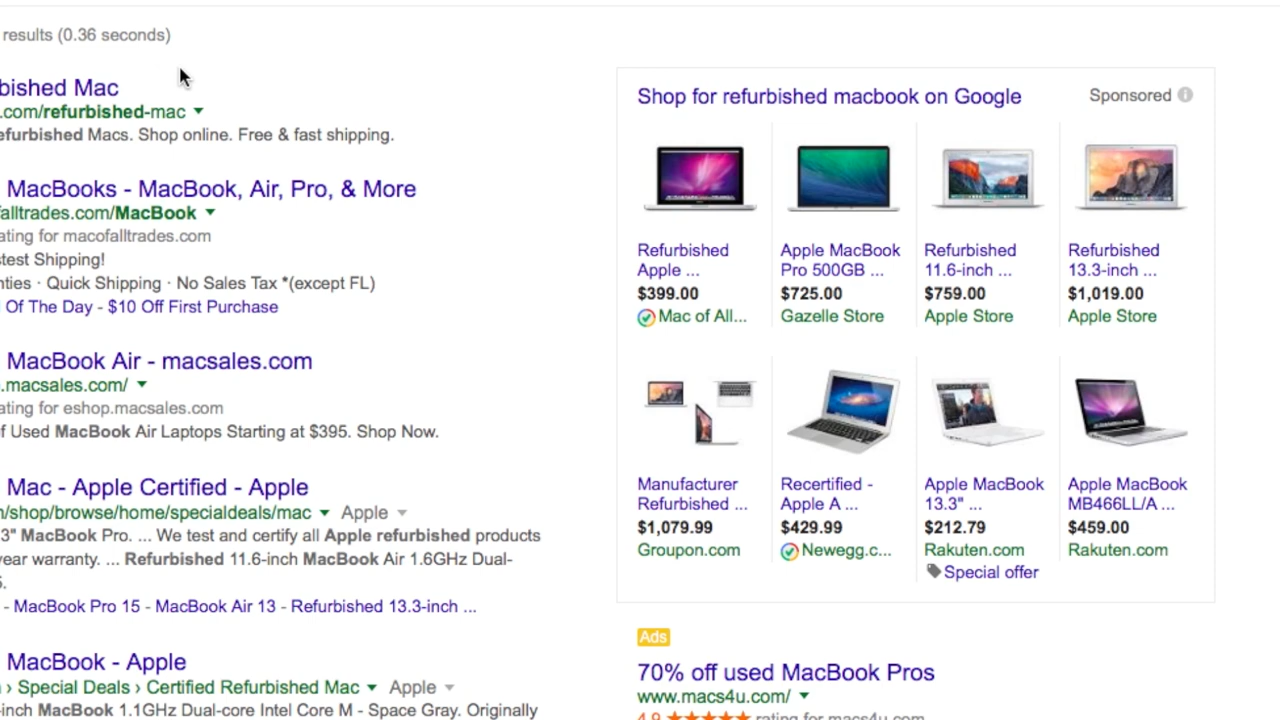 results (0.36 seconds)
bished Mac
.com/refurbished-mac
efurbished Macs. Shop online. Free & fast shipping.
MacBooks - MacBook, Air, Pro, & More
falltrades.com/MacBook
ating for macofalltrades.com
stest Shipping!
nties · Quick Shipping · No Sales Tax *(except FL)
l Of The Day - $10 Off First Purchase
MacBook Air - macsales.com
.macsales.com/
ating for eshop.macsales.com
f Used MacBook Air Laptops Starting at $395. Shop Now.
Mac - Apple Certified - Apple
/shop/browse/home/specialdeals/mac Apple
3" MacBook Pro. ... We test and certify all Apple refurbished products
year warranty. ... Refurbished 11.6-inch MacBook Air 1.6GHz Dual-
5.
- MacBook Pro 15 - MacBook Air 13 - Refurbished 13.3-inch ...
MacBook - Apple
› Special Deals › Certified Refurbished Mac Apple
-inch MacBook 1.1GHz Dual-core Intel Core M - Space Gray. Originally
Shop for refurbished macbook on Google Sponsored
Refurbished
Apple ...
$399.00
Mac of All...
Apple MacBook
Pro 500GB ...
$725.00
Gazelle Store
Refurbished
11.6-inch ...
$759.00
Apple Store
Refurbished
13.3-inch ...
$1,019.00
Apple Store
Manufacturer
Refurbished ...
$1,079.99
Groupon.com
Recertified -
Apple A ...
$429.99
Newegg.c...
Apple MacBook
13.3" ...
$212.79
Rakuten.com
Special offer
Apple MacBook
MB466LL/A ...
$459.00
Rakuten.com
Ads
70% off used MacBook Pros
www.macs4u.com/
4.9 ★★★★★ rating for macs4u.com